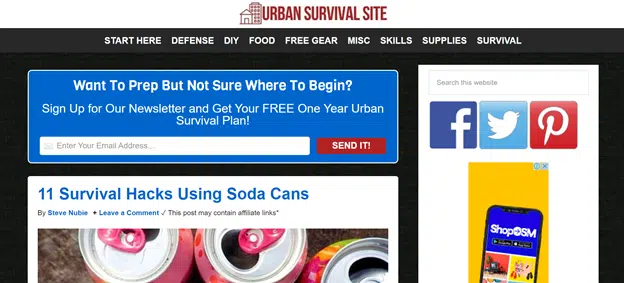 URBAN SURVIVAL SITE
START HERE DEFENSE DIY FOOD FREE GEAR MISC SKILLS SUPPLIES SURVIVAL
Want To Prep But Not Sure Where To Begin?
Sign Up for Our Newsletter and Get Your FREE One Year Urban
Survival Plan!
Enter Your Email Address...
SEND IT!
11 Survival Hacks Using Soda Cans
By Steve Nubie ✦ Leave a Comment ✓ This post may contain affiliate links*
Search this website
Shop SM